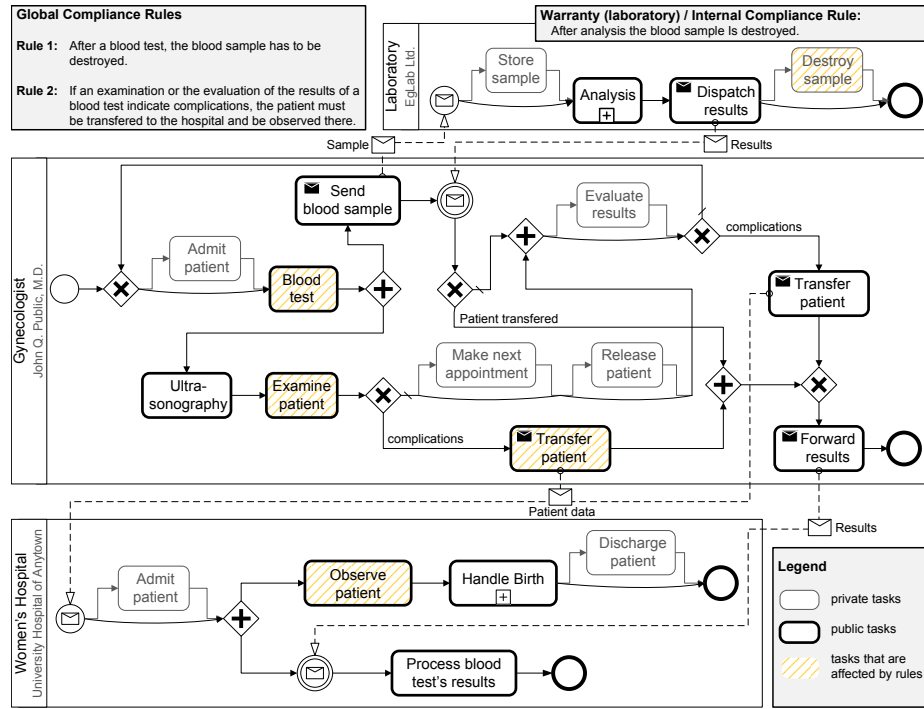 Global Compliance Rules
Rule 1: After a blood test, the blood sample has to be
destroyed.
Rule 2: If an examination or the evaluation of the results of a
blood test indicate complications, the patient must
be transferred to the hospital and be observed there.
Warranty (laboratory) / Internal Compliance Rule:
After analysis the blood sample Is destroyed.
Laboratory
EgLab Ltd.
Store
sample
Analysis
Dispatch
results
Destroy
sample
Sample
Results
Gynecologist
John Q. Public, M.D.
Send
blood sample
Evaluate
results
complications
Admit
patient
Blood
test
Transfer
patient
Patient transferred
Make next
appointment
Release
patient
Ultra-
sonography
Examine
patient
complications
Transfer
patient
Forward
results
Patient data
Results
Women's Hospital
University Hospital of Anytown
Admit
patient
Observe
patient
Handle Birth
Discharge
patient
Process blood
test's results
Legend
private tasks
public tasks
tasks that are
affected by rules